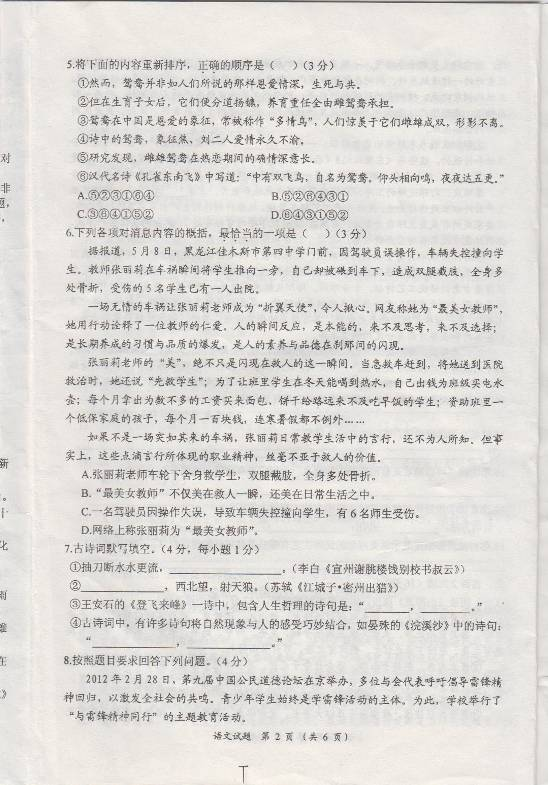 5.将下面的内容重新排序，正确的顺序是（ ）（3分）
①然而，鸳鸯并非如人们所说的那样恩爱情深，生死与共。
②但在生育子女后，它们便分道扬镳，养育重任全由雌鸳鸯承担。
③鸳鸯在中国是恩爱的象征，常被称作“多情鸟”，人们惊羡于它们雌雄成双，形影不离。
④诗中的鸳鸯，象征焦、刘二人爱情永久不渝。
⑤研究发现，雌雄鸳鸯在热恋期间的确情深意长。
⑥汉代名诗《孔雀东南飞》中写道：“中有双飞鸟，自名为鸳鸯。仰头相向鸣，夜夜达五更。”
A.⑤②③①⑥④ B.⑤②⑥④③①
C.③⑥④①⑤② D.⑥④③①⑤②
6.下列各项对消息内容的概括，最恰当的一项是（ ）（3分）
据报道，5月8日，黑龙江佳木斯市第四中学门前，因驾驶员误操作，车辆失控撞向学
生。教师张丽莉在车祸瞬间将学生推向一旁，自己却被碾到车下，造成双腿截肢，全身多
处骨折，受伤的5名学生已有一人出院。
一场无情的车祸让张丽莉老师成为“折翼天使”，令人揪心。网友称她为“最美女教师”，
她用行动诠释了一位教师的仁爱。人的瞬间反应，是本能的，来不及思考，来不及选择；
是长期养成的习惯与品质的爆发，是人的素养与品德在刹那间的闪现。
张丽莉老师的“美”，绝不只是闪现在救人的这一瞬间。当急救车赶到，将她送到医院
救治时，她还说“先救学生”；为了让班里学生在冬天能喝到热水，自己出钱为班级买电水
壶；每个月拿出为数不多的工资买来面包、饼干给路远来不及吃早饭的学生；资助班里一
个低保家庭的孩子，每个月一百块钱，连寒暑假都不例外……
如果不是一场突如其来的车祸，张丽莉日常教学生活中的言行，还不为人所知。但事
实上，这些点滴言行所体现的职业精神，丝毫不亚于救人的价值。
A.张丽莉老师车轮下舍身救学生，双腿截肢，全身多处骨折。
B.“最美女教师”不仅美在救人一瞬，还美在日常生活之中。
C.一名驾驶员因操作失误，导致车辆失控撞向学生，有6名师生受伤。
D.网络上称张丽莉为“最美女教师”。
7.古诗词默写填空。（4分，每小题1分）
①抽刀断水水更流，____________。（李白《宣州谢朓楼饯别校书叔云》）
②____________，西北望，射天狼。（苏轼《江城子•密州出猎》）
③王安石的《登飞来峰》一诗中，包含人生哲理的诗句是：“________，________。”
④古诗词中，有许多诗句将自然现象与人的感受巧妙结合，如晏殊的《浣溪沙》中的诗句：
“____________，____________。”
8.按照题目要求回答下列问题。（4分）
2012年2月28日，第九届中国公民道德论坛在京举办，多位与会代表呼吁倡导雷锋精
神回归，以激发全社会的共鸣。青少年学生始终是学雷锋活动的主体。为此，学校举行了
“与雷锋精神同行”的主题教育活动。
语文试题 第2页（共6页）
对
非
新
化
在
T